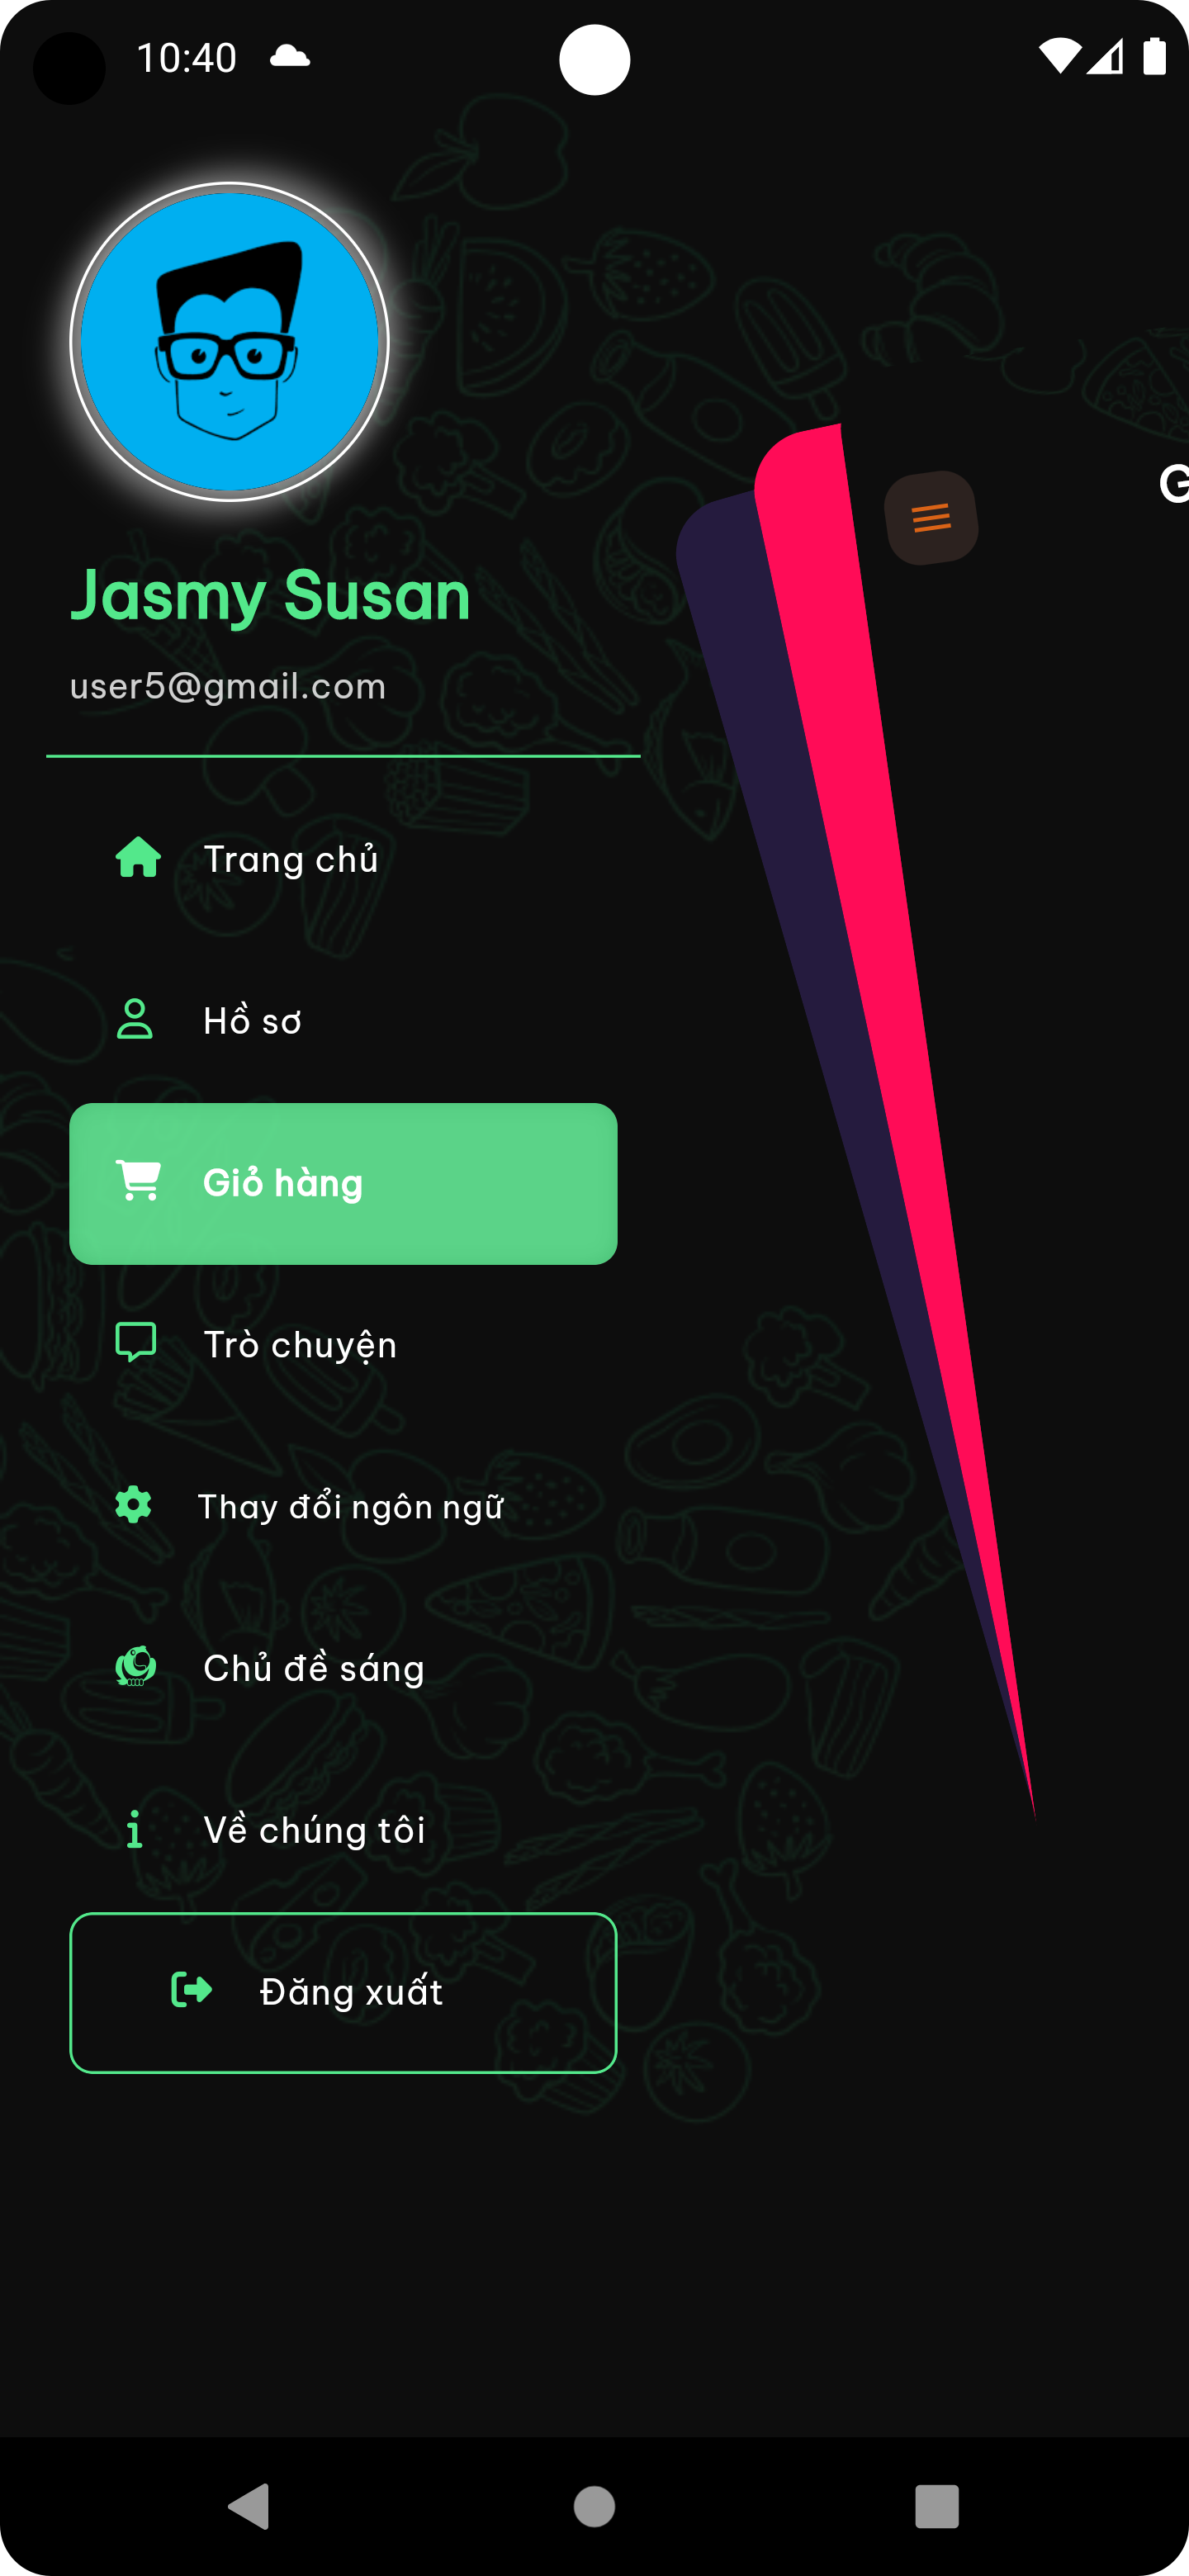 10:40
G
Jasmy Susan
user5@gmail.com
Trang chủ
Hồ sơ
Giỏ hàng
Trò chuyện
Thay đổi ngôn ngữ
Chủ đề sáng
Về chúng tôi
Đăng xuất